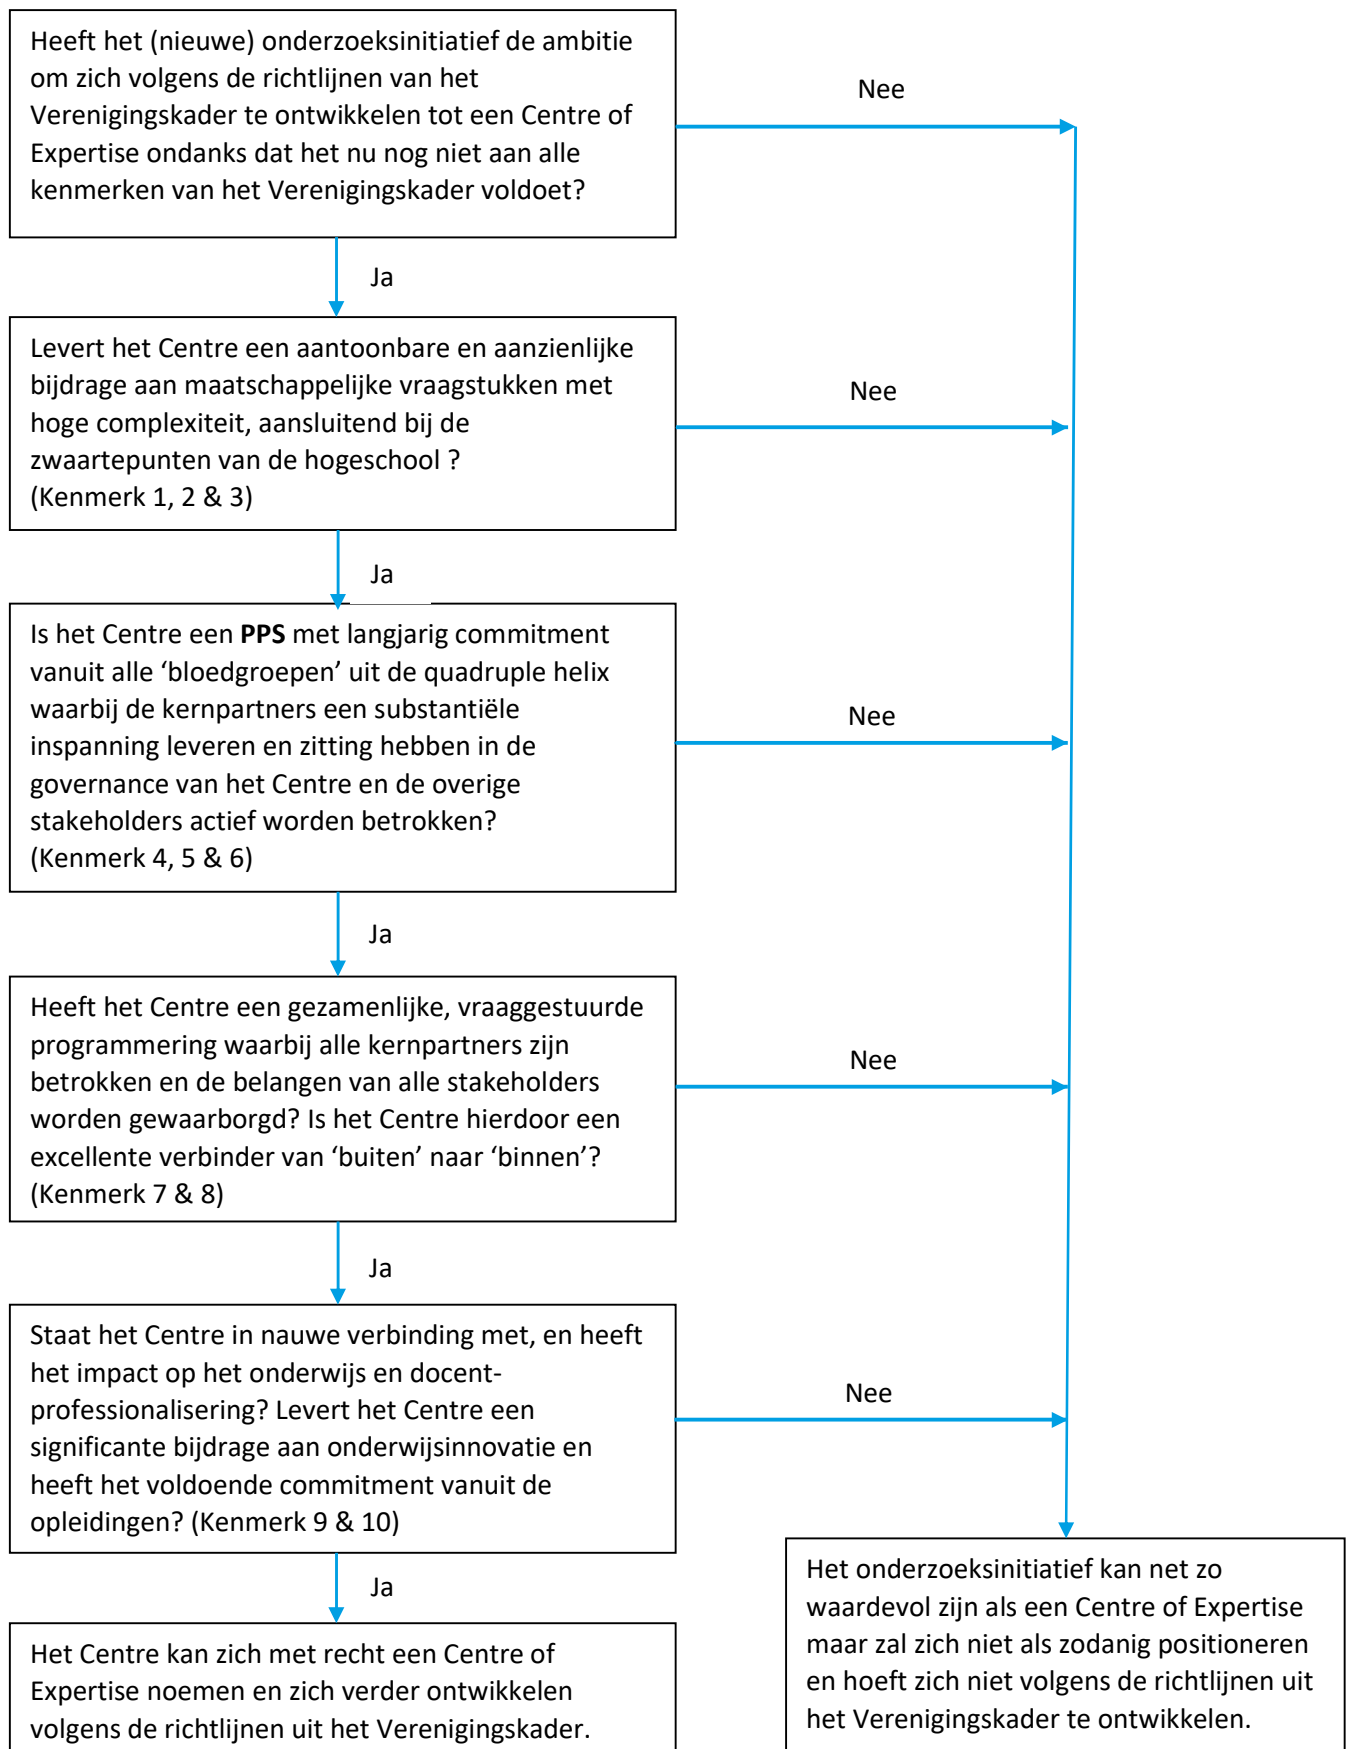 Heeft het (nieuwe) onderzoeksinitiatief de ambitie
om zich volgens de richtlijnen van het
Verenigingskader te ontwikkelen tot een Centre of
Expertise ondanks dat het nu nog niet aan alle
kenmerken van het Verenigingskader voldoet?
Nee
Ja
Levert het Centre een aantoonbare en aanzienlijke
bijdrage aan maatschappelijke vraagstukken met
hoge complexiteit, aansluitend bij de
zwaartepunten van de hogeschool ?
(Kenmerk 1, 2 & 3)
Nee
Ja
Is het Centre een PPS met langjarig commitment
vanuit alle ‘bloedgroepen’ uit de quadruple helix
waarbij de kernpartners een substantiële
inspanning leveren en zitting hebben in de
governance van het Centre en de overige
stakeholders actief worden betrokken?
(Kenmerk 4, 5 & 6)
Nee
Ja
Heeft het Centre een gezamenlijke, vraaggestuurde
programmering waarbij alle kernpartners zijn
betrokken en de belangen van alle stakeholders
worden gewaarborgd? Is het Centre hierdoor een
excellente verbinder van ‘buiten’ naar ‘binnen’?
(Kenmerk 7 & 8)
Nee
Ja
Staat het Centre in nauwe verbinding met, en heeft
het impact op het onderwijs en docent-
professionalisering? Levert het Centre een
significante bijdrage aan onderwijsinnovatie en
heeft het voldoende commitment vanuit de
opleidingen? (Kenmerk 9 & 10)
Nee
Ja
Het Centre kan zich met recht een Centre of
Expertise noemen en zich verder ontwikkelen
volgens de richtlijnen uit het Verenigingskader.
Het onderzoeksinitiatief kan net zo
waardevol zijn als een Centre of Expertise
maar zal zich niet als zodanig positioneren
en hoeft zich niet volgens de richtlijnen uit
het Verenigingskader te ontwikkelen.